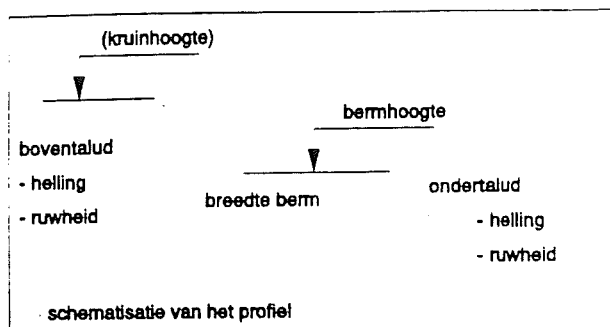 (kruinhoogte)
bermhoogte
boventalud
- helling
- ruwheid
breedte berm
ondertalud
- helling
- ruwheid
schematisatie van het profiel